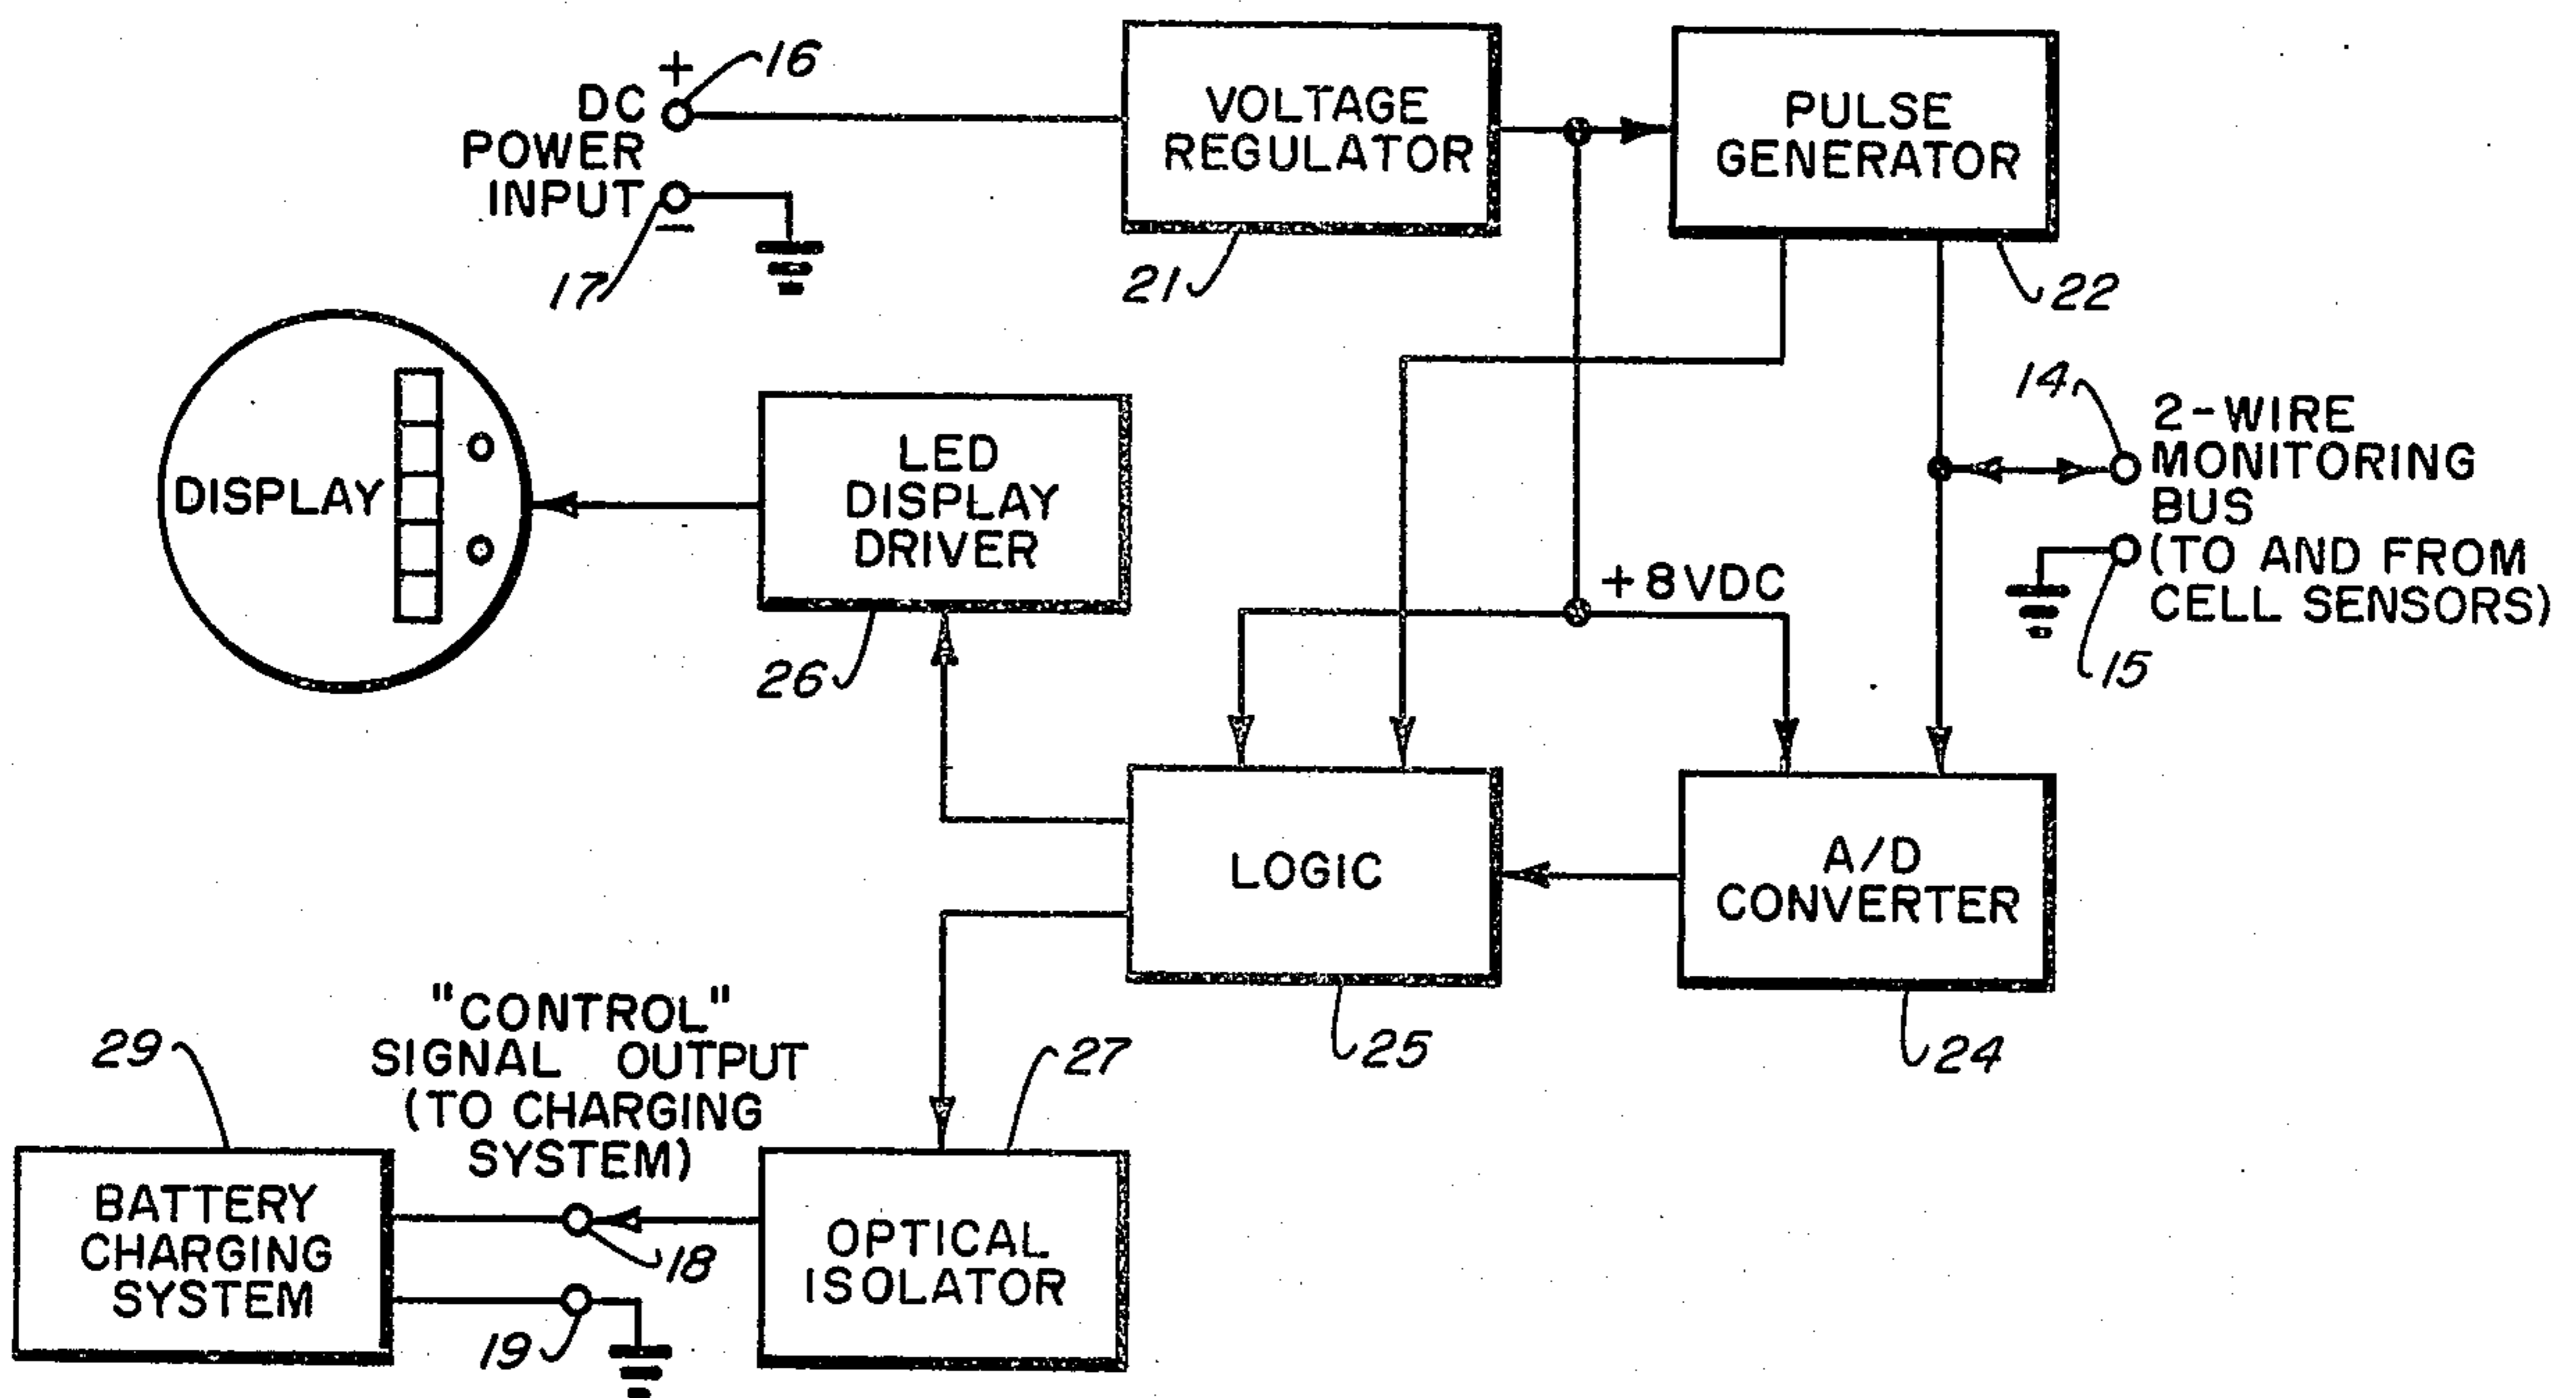 +
16
DC
POWER
INPUT
−
17
VOLTAGE
REGULATOR
21
PULSE
GENERATOR
22
14
2-WIRE
MONITORING
BUS
(TO AND FROM
CELL SENSORS)
15
DISPLAY
LED
DISPLAY
DRIVER
26
+8VDC
LOGIC
25
A/D
CONVERTER
24
29
"CONTROL"
SIGNAL OUTPUT
(TO CHARGING
SYSTEM)
27
BATTERY
CHARGING
SYSTEM
18
19
OPTICAL
ISOLATOR